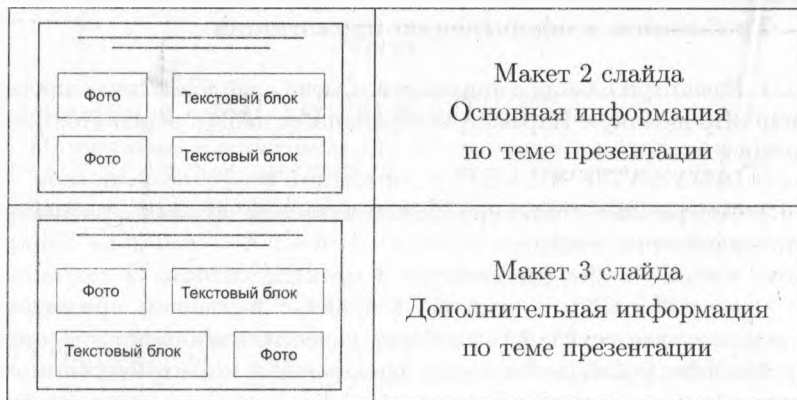 Фото
Текстовый блок
Фото
Текстовый блок
Макет 2 слайда
Основная информация
по теме презентации
Фото
Текстовый блок
Текстовый блок
Фото
Макет 3 слайда
Дополнительная информация
по теме презентации